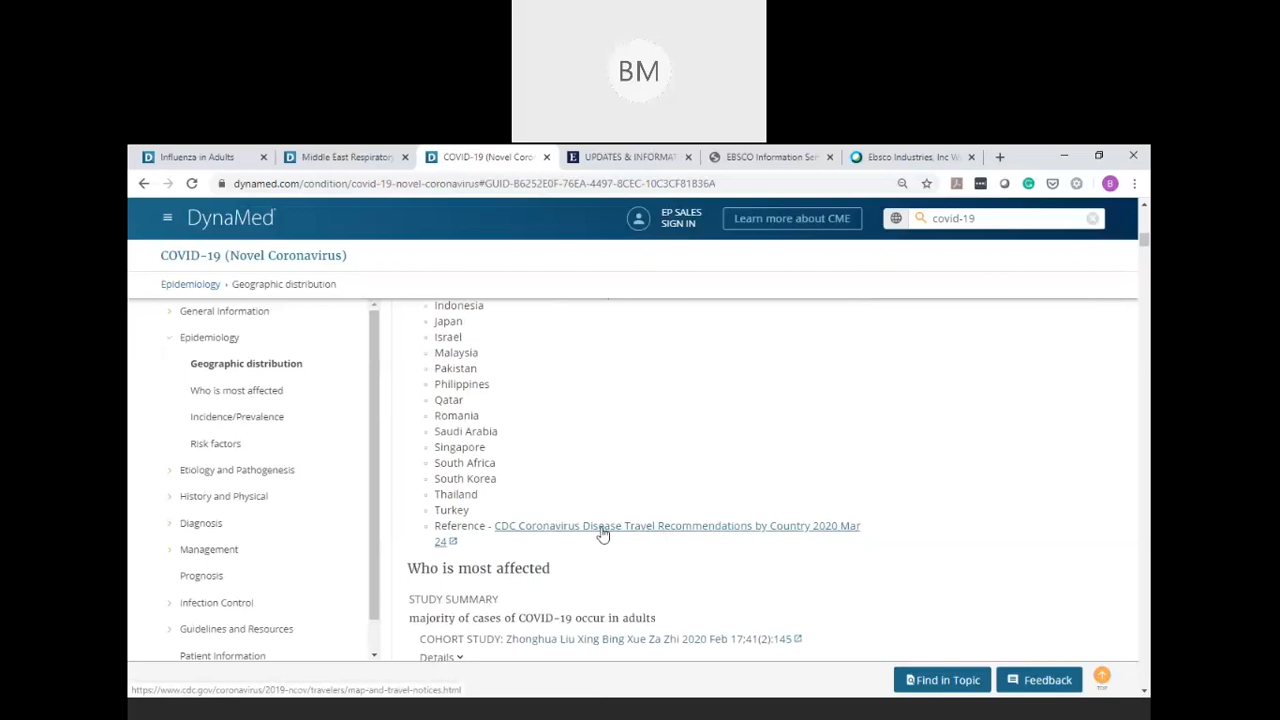 BM
Influenza in Adults
Middle East Respirator
COVID-19 (Novel Coro
UPDATES & INFORMAT
EBSCO Information Ser
Ebsco Industries, Inc W
dynamed.com/condition/covid-19-novel-coronavirus#GUID-B6252E0F-76EA-4497-8CEC-10C3CF81B36A
B
DynaMed
EP SALES
SIGN IN
Learn more about CME
covid-19
COVID-19 (Novel Coronavirus)
Epidemiology › Geographic distribution
General Information
Epidemiology
Geographic distribution
Who is most affected
Incidence/Prevalence
Risk factors
Etiology and Pathogenesis
History and Physical
Diagnosis
Management
Prognosis
Infection Control
Guidelines and Resources
Patient Information
Indonesia
Japan
Israel
Malaysia
Pakistan
Philippines
Qatar
Romania
Saudi Arabia
Singapore
South Africa
South Korea
Thailand
Turkey
Reference - CDC Coronavirus Disease Travel Recommendations by Country 2020 Mar
24
Who is most affected
STUDY SUMMARY
majority of cases of COVID-19 occur in adults
COHORT STUDY: Zhonghua Liu Xing Bing Xue Za Zhi 2020 Feb 17;41(2):145
Details
Find in Topic
Feedback
TOP
https://www.cdc.gov/coronavirus/2019-ncov/travelers/map-and-travel-notices.html